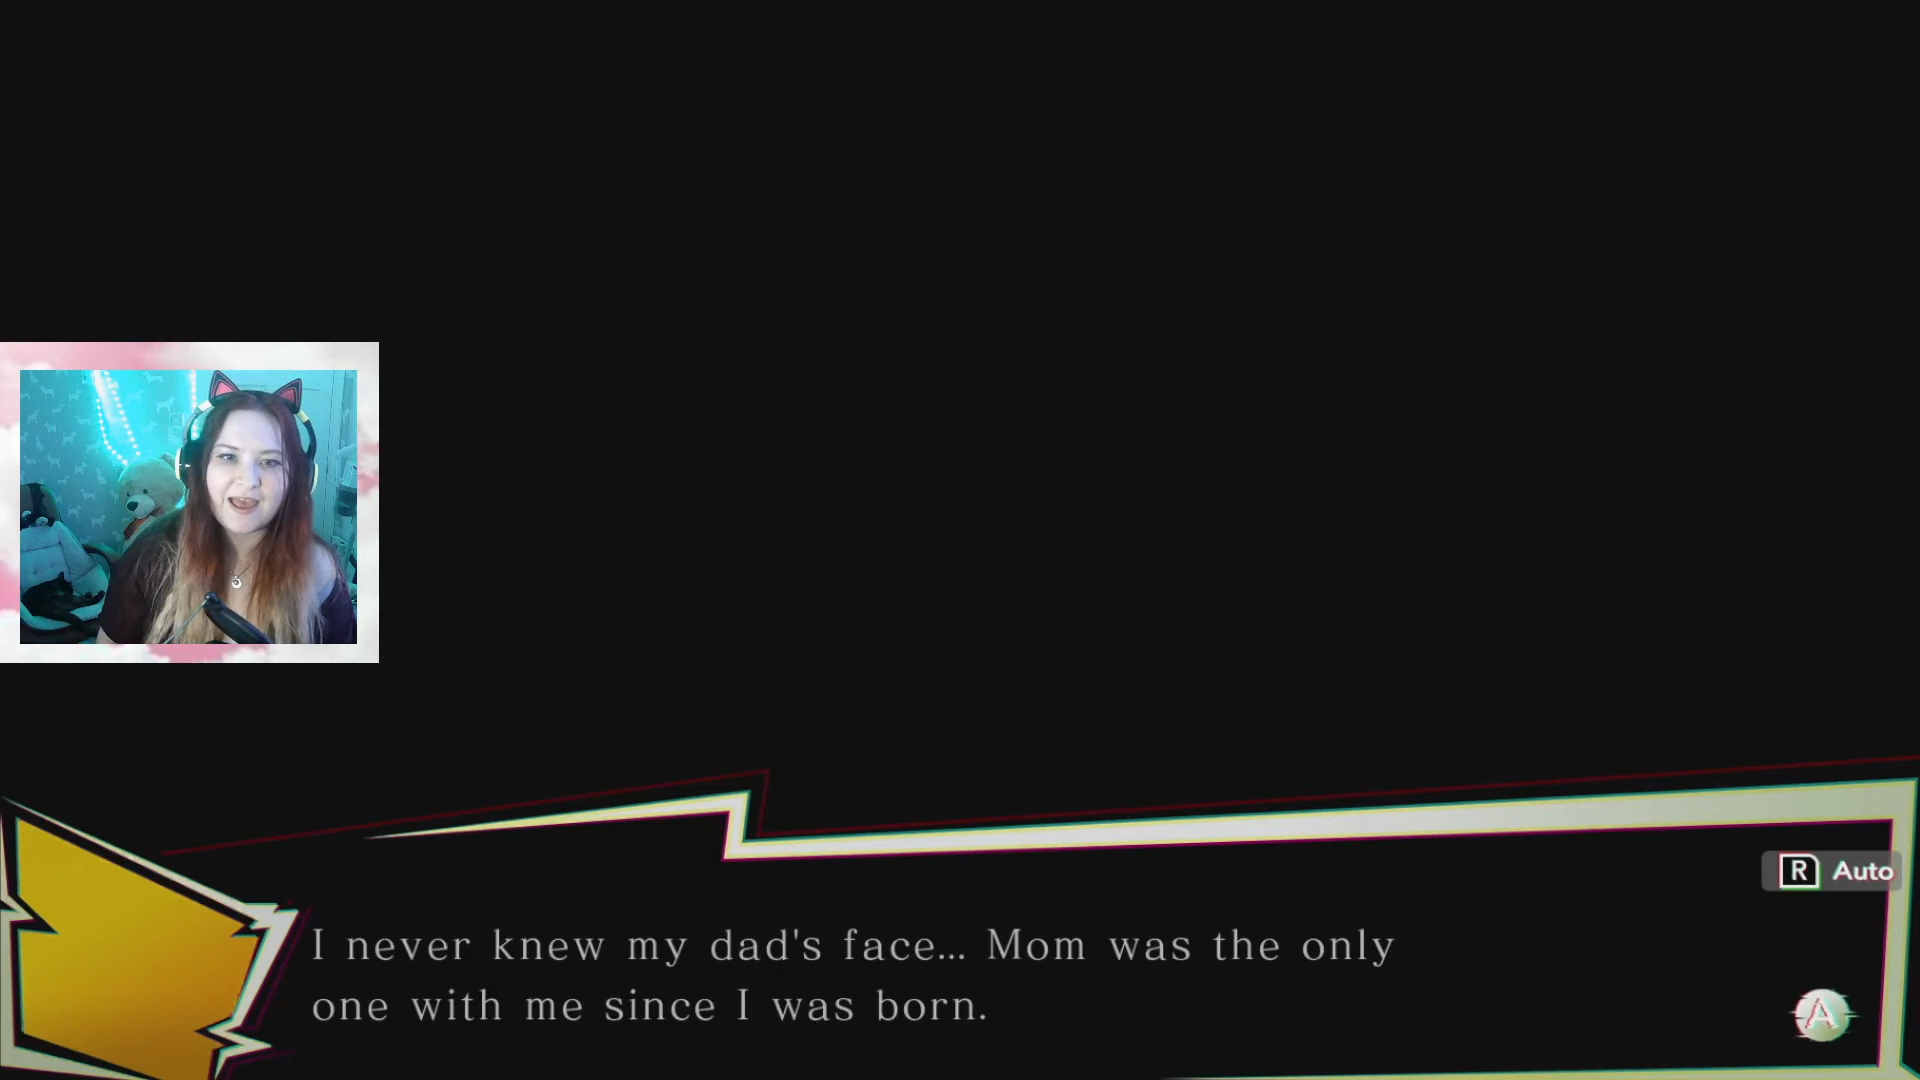 R Auto
I never knew my dad's face... Mom was the only
one with me since I was born.
A